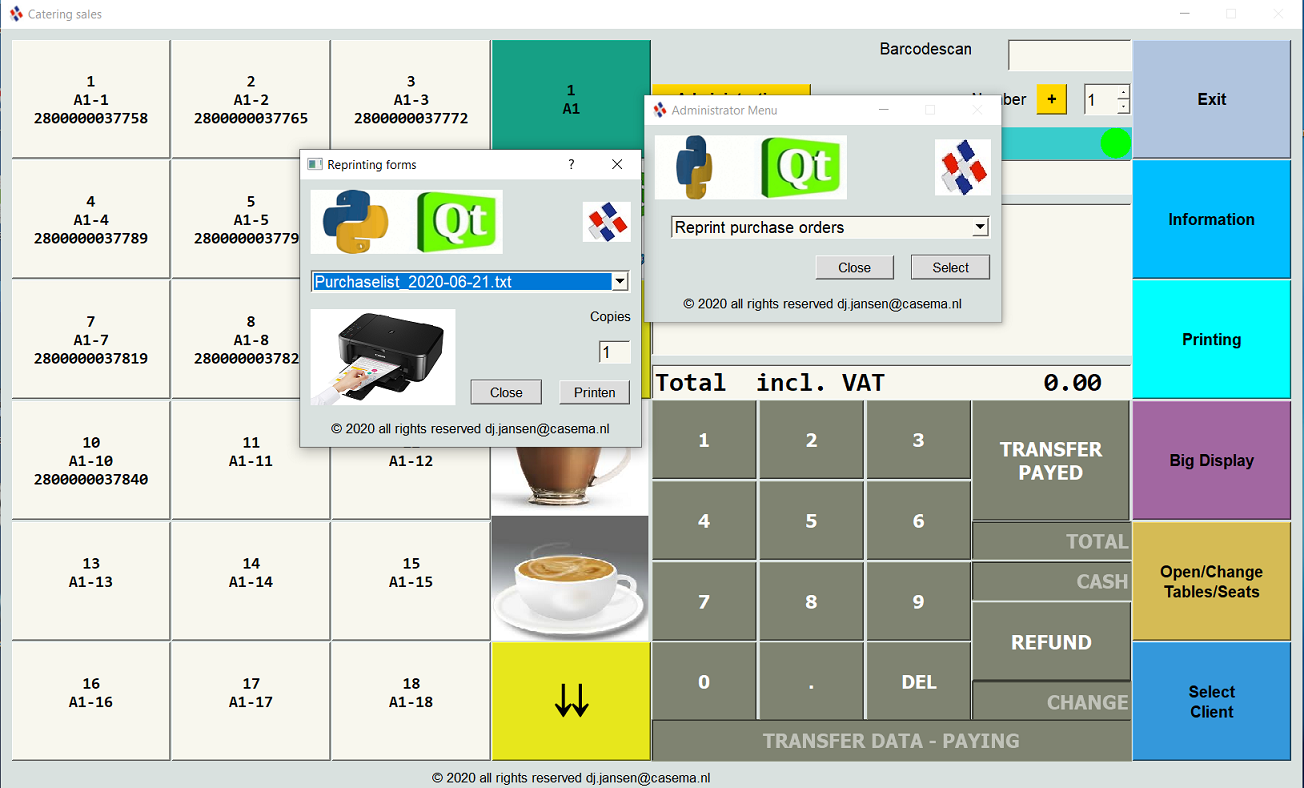 Catering sales
1
A1-1
2800000037758
2
A1-2
2800000037765
3
A1-3
2800000037772
1
A1
Barcodescan
+
1
Exit
4
A1-4
2800000037789
5
A1-5
Information
7
A1-7
2800000037819
8
A1-8
Printing
10
A1-10
2800000037840
11
A1-11
A1-12
Big Display
13
A1-13
14
A1-14
15
A1-15
Open/Change
Tables/Seats
16
A1-16
17
A1-17
18
A1-18
Select
Client
Reprinting forms
?
Qt
Purchaselist_2020-06-21.txt
Copies
1
Close
Printen
© 2020 all rights reserved dj.jansen@casema.nl
Administrator Menu
Qt
Reprint purchase orders
Close
Select
© 2020 all rights reserved dj.jansen@casema.nl
Total incl. VAT 0.00
1
2
3
TRANSFER
PAYED
4
5
6
TOTAL
CASH
7
8
9
REFUND
0
.
DEL
CHANGE
TRANSFER DATA - PAYING
© 2020 all rights reserved dj.jansen@casema.nl